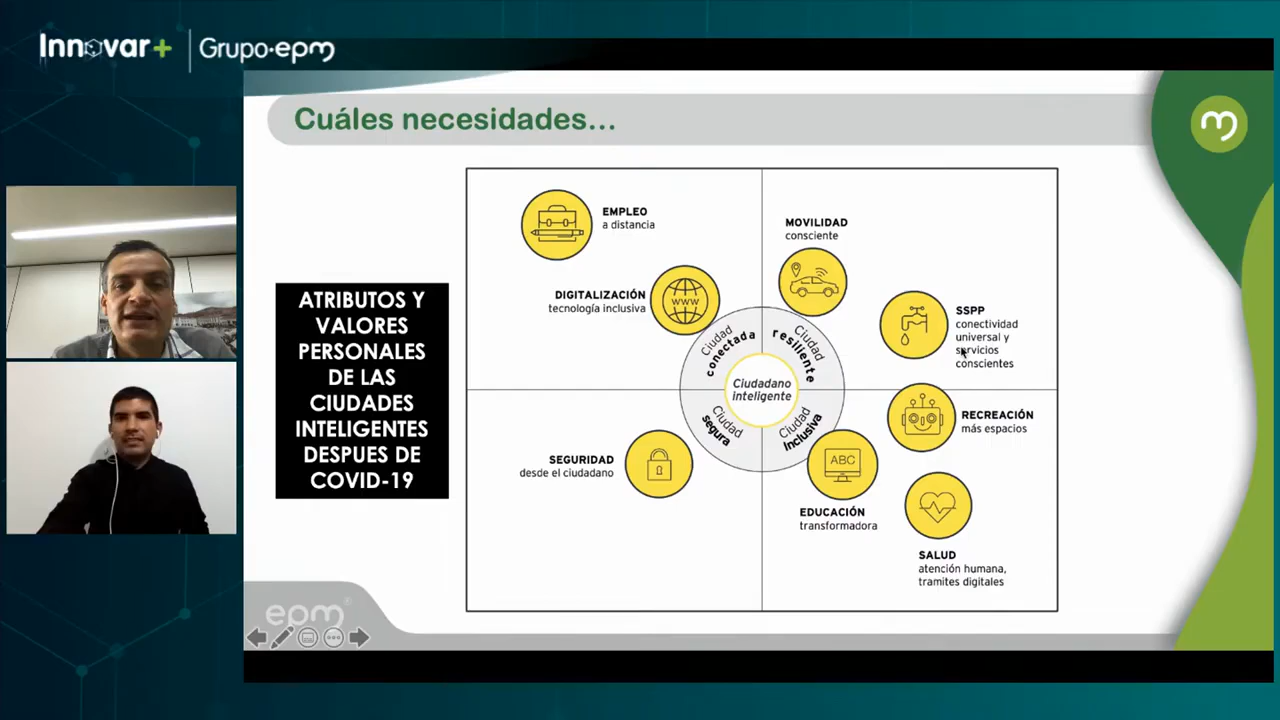 Innovar+
Grupo·epm
Cuáles necesidades...
ATRIBUTOS Y
VALORES
PERSONALES
DE LAS
CIUDADES
INTELIGENTES
DESPUES DE
COVID-19
EMPLEO
a distancia
DIGITALIZACIÓN
tecnología inclusiva
www
MOVILIDAD
consciente
SSPP
conectividad
universal y
servicios
conscientes
Ciudad
conectada
Ciudad
resiliente
Ciudadano
inteligente
Ciudad
segura
Ciudad
Inclusiva
RECREACIÓN
más espacios
SEGURIDAD
desde el ciudadano
ABC
EDUCACIÓN
transformadora
SALUD
atención humana,
tramites digitales
epm®